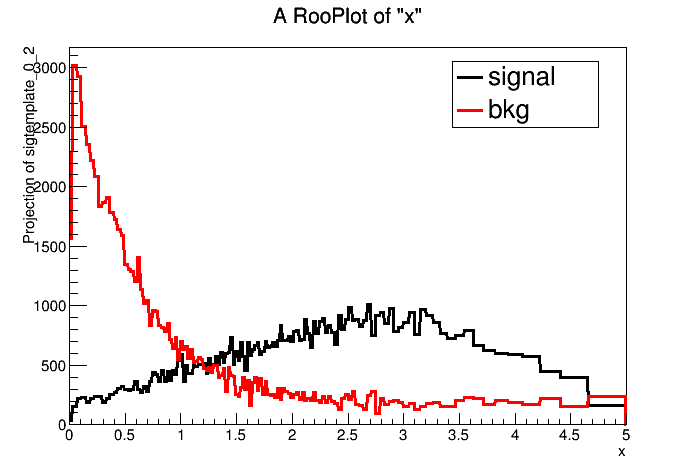 A RooPlot of "x"
Projection of sigtemplate_0_2
3000
2500
2000
1500
1000
500
0
signal
bkg
0 0.5 1 1.5 2 2.5 3 3.5 4 4.5 5
x